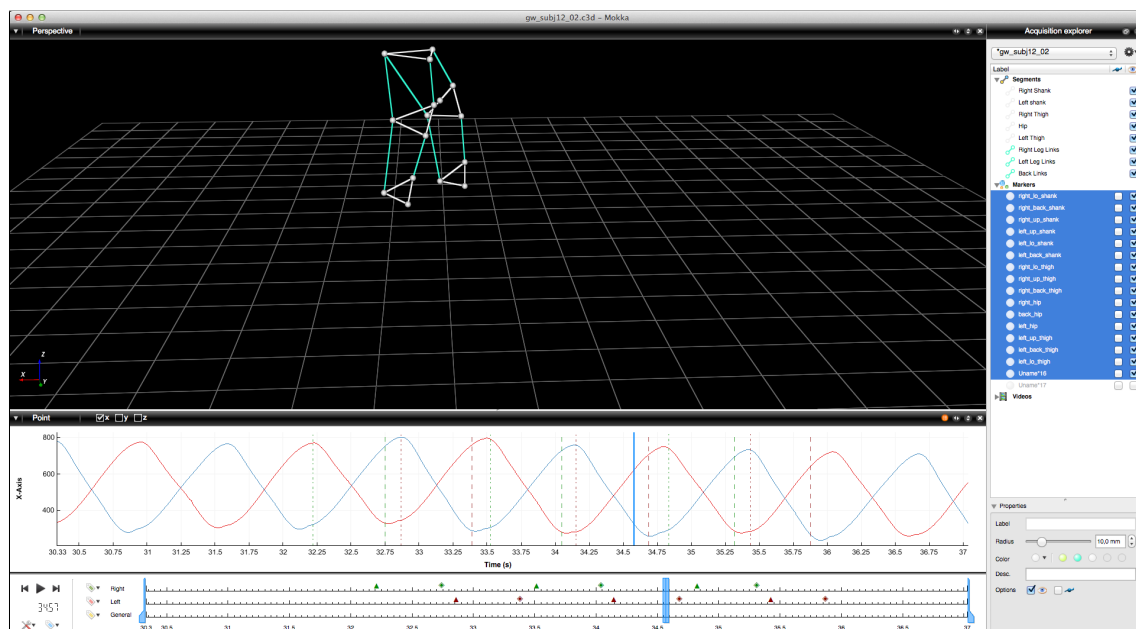 gw_subj12_02.c3d – Mokka
Perspective
Acquisition explorer
*gw_subj12_02
Label
Segments
Right Shank
Left shank
Right Thigh
Hip
Left Thigh
Right Leg Links
Left Leg Links
Back Links
Markers
right_lo_shank
right_back_shank
right_up_shank
left_up_shank
left_lo_shank
left_back_shank
right_lo_thigh
right_up_thigh
right_back_thigh
right_hip
back_hip
left_hip
left_up_thigh
left_back_thigh
left_lo_thigh
Uname*16
Uname*17
Videos
Z
X
Y
Point x y z
X-Axis
800
600
400
30.33 30.5 30.75 31 31.25 31.5 31.75 32 32.25 32.5 32.75 33 33.25 33.5 33.75 34 34.25 34.5 34.75 35 35.25 35.5 35.75 36 36.25 36.5 36.75 37
Time (s)
Properties
Label
Radius 10,0 mm
Color
Desc.
Options
Right
Left
General
3457
30.3 30.5 31 31.5 32 32.5 33 33.5 34 34.5 35 35.5 36 36.5 37